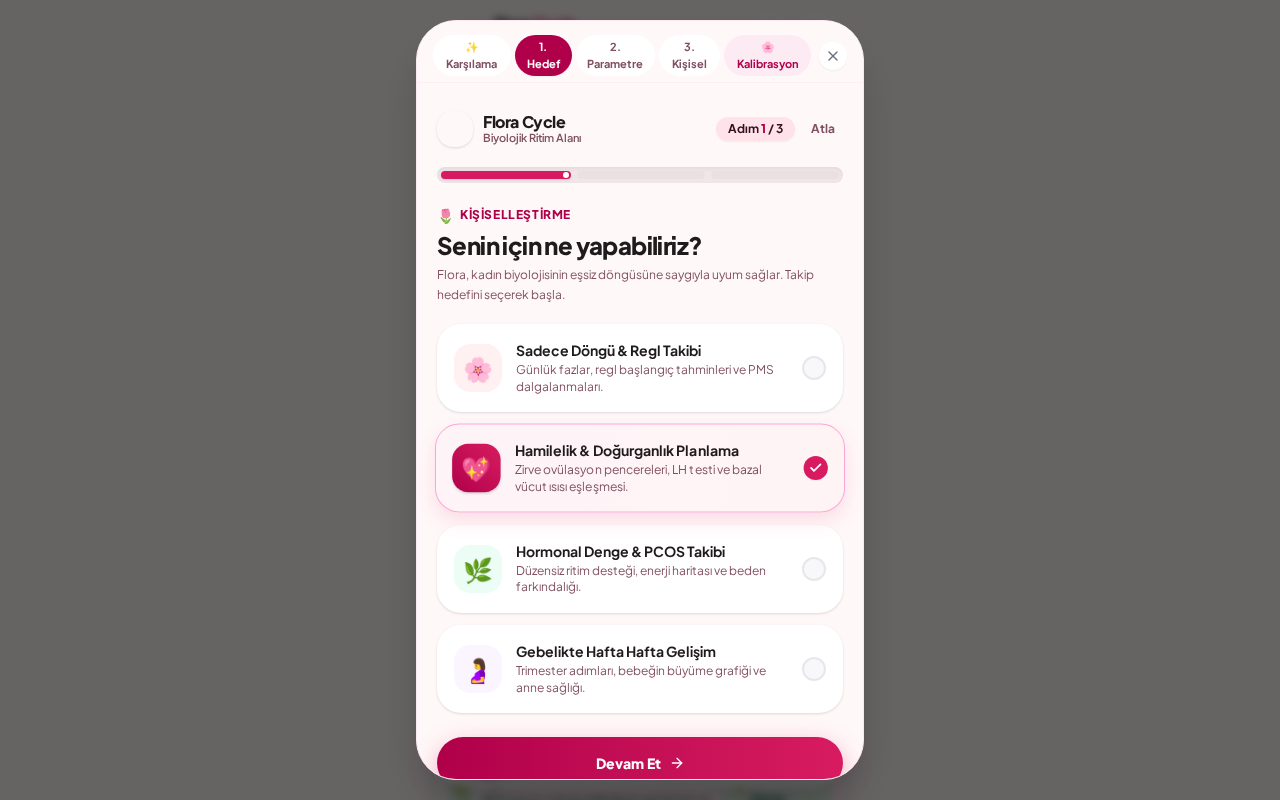 Karşılama
1.
Hedef
2.
Parametre
3.
Kişisel
Kalibrasyon
Flora Cycle
Biyolojik Ritim Alanı
Adım 1 / 3
Atla
KİŞİSELLEŞTİRME
Senin için ne yapabiliriz?
Flora, kadın biyolojisinin eşsiz döngüsüne saygıyla uyum sağlar. Takip
hedefini seçerek başla.
Sadece Döngü & Regl Takibi
Günlük fazlar, regl başlangıç tahminleri ve PMS
dalgalanmaları.
Hamilelik & Doğurganlık Planlama
Zirve ovülasyon pencereleri, LH testi ve bazal
vücut ısısı eşleşmesi.
Hormonal Denge & PCOS Takibi
Düzensiz ritim desteği, enerji haritası ve beden
farkındalığı.
Gebelikte Hafta Hafta Gelişim
Trimester adımları, bebeğin büyüme grafiği ve
anne sağlığı.
Devam Et